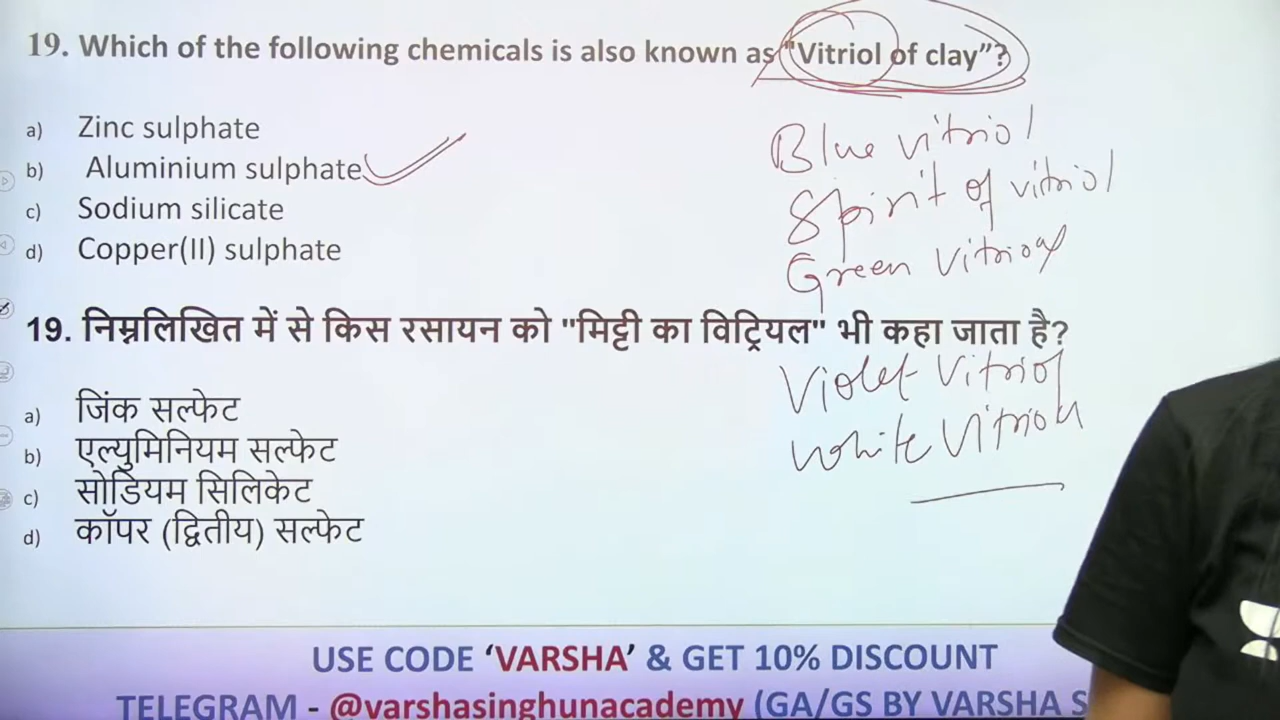 19. Which of the following chemicals is also known as "Vitriol of clay”?
a) Zinc sulphate
b) Aluminium sulphate
c) Sodium silicate
d) Copper(II) sulphate
Blue vitriol
Spirit of vitriol
Green vitriol
19. निम्नलिखित में से किस रसायन को "मिट्टी का विट्रियल" भी कहा जाता है?
a) जिंक सल्फेट
b) एल्युमिनियम सल्फेट
c) सोडियम सिलिकेट
d) कॉपर (द्वितीय) सल्फेट
Violet Vitriol
White Vitriol
USE CODE ‘VARSHA’ & GET 10% DISCOUNT
TELEGRAM - @varshasinghunacademy (GA/GS BY VARSHA S